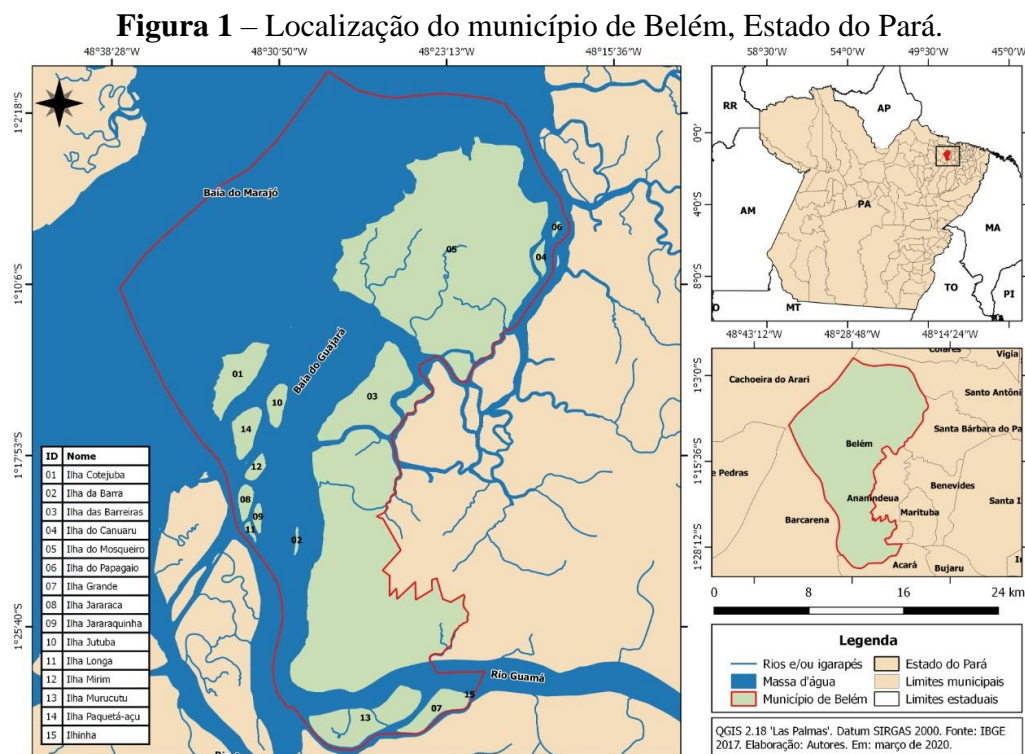 Figura 1 – Localização do município de Belém, Estado do Pará.
48°38'28"W 48°30'50"W 48°23'13"W 48°15'36"W
1°2'18"S
1°10'6"S
1°17'53"S
1°25'40"S
Baía do Marajó
Baía do Guajará
Rio Guamá
05
06
04
01
10
03
14
12
08
09
11
02
15
07
13
ID Nome
01 Ilha Cotejuba
02 Ilha da Barra
03 Ilha das Barreiras
04 Ilha do Canuaru
05 Ilha do Mosqueiro
06 Ilha do Papagaio
07 Ilha Grande
08 Ilha Jararaca
09 Ilha Jararaquinha
10 Ilha Jutuba
11 Ilha Longa
12 Ilha Mirim
13 Ilha Murucutu
14 Ilha Paquetá-açu
15 Ilhinha
58°30'W 54°0'W 49°30'W 45°0'W
0°0'
4°0'S
8°0'S
RR
AP
AM
PA
MA
TO
PI
MT
O
48°43'12"W 48°28'48"W 48°14'24"W
1°3'0"S
1°15'36"S
1°28'12"S
Colares
Vigia
Cachoeira do Arari
Santo Antôni
Santa Bárbara do Pa
Belém
e Pedras
Benevides
Ananindeua
Santa I
Marituba
Barcarena
Acará
Bujaru
0 8 16 24 km
Legenda
Rios e/ou igarapés
Massa d'água
Município de Belém
Estado do Pará
Limites municipais
Limites estaduais
QGIS 2.18 'Las Palmas'. Datum SIRGAS 2000. Fonte: IBGE
2017. Elaboração: Autores. Em: março de 2020.